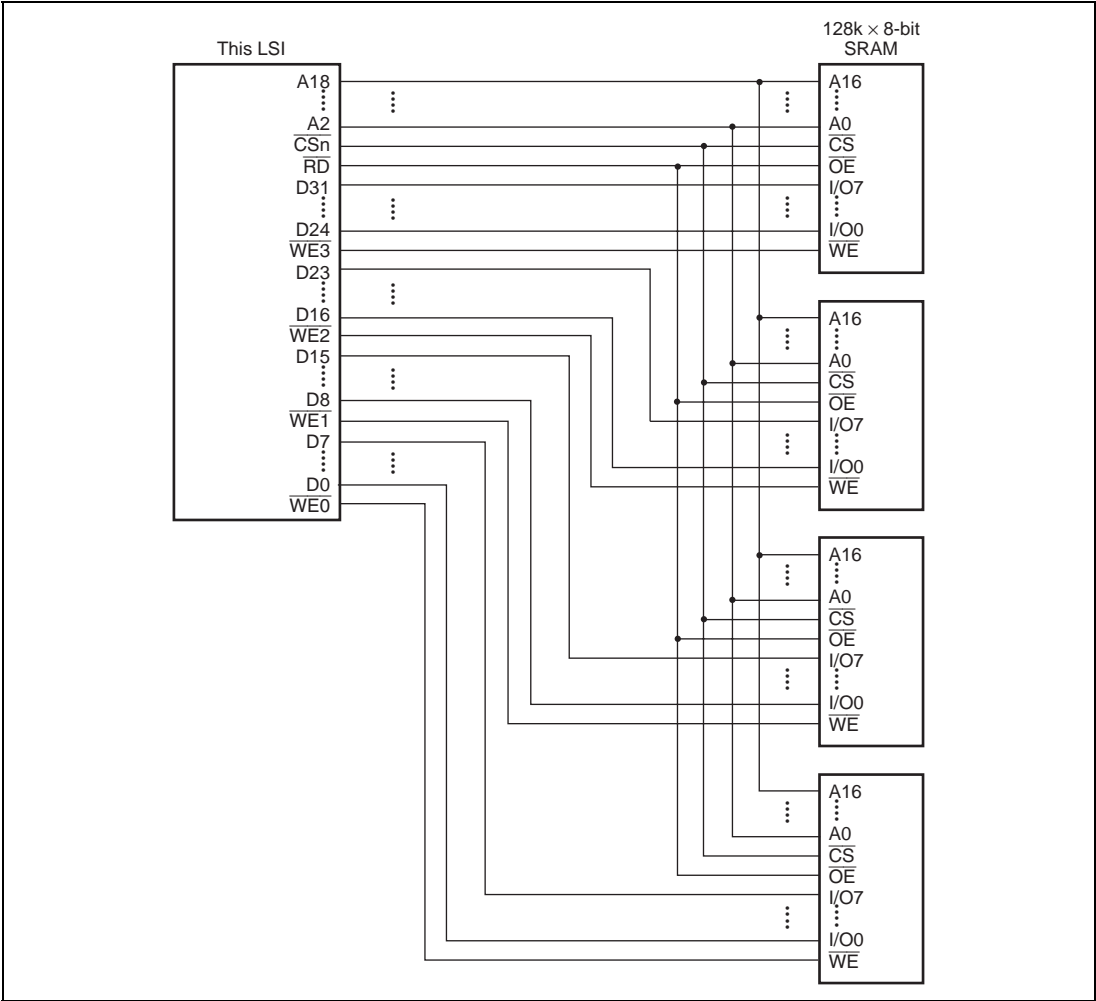 This LSI
A18
A2
CSn
RD
D31
D24
WE3
D23
D16
WE2
D15
D8
WE1
D7
D0
WE0
128k × 8-bit
SRAM
A16
A0
CS
OE
I/O7
I/O0
WE
A16
A0
CS
OE
I/O7
I/O0
WE
A16
A0
CS
OE
I/O7
I/O0
WE
A16
A0
CS
OE
I/O7
I/O0
WE